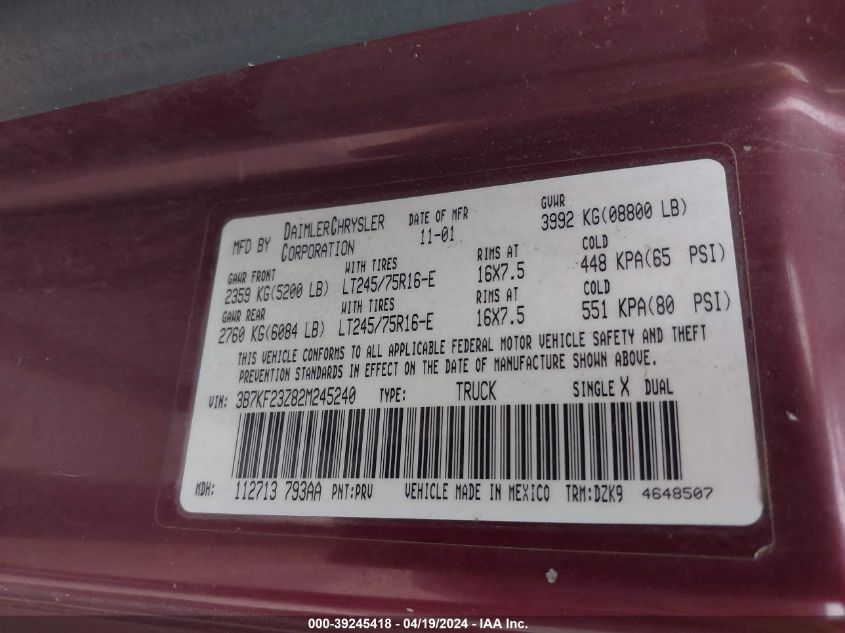 MFD BY DAIMLERCHRYSLER CORPORATION DATE OF MFR 11-01 GVWR 3992 KG(08800 LB)
GAWR FRONT WITH TIRES RIMS AT COLD
2359 KG(5200 LB) LT245/75R16-E 16X7.5 448 KPA(65 PSI)
GAWR REAR WITH TIRES RIMS AT COLD
2760 KG(6084 LB) LT245/75R16-E 16X7.5 551 KPA(80 PSI)
THIS VEHICLE CONFORMS TO ALL APPLICABLE FEDERAL MOTOR VEHICLE SAFETY AND THEFT
PREVENTION STANDARDS IN EFFECT ON THE DATE OF MANUFACTURE SHOWN ABOVE.
VIN: 3B7KF23Z82M245240 TYPE: TRUCK SINGLE X DUAL
MDH: 112713 793AA PNT:PRV VEHICLE MADE IN MEXICO TRM:DZK9 4648507
000-39245418 - 04/19/2024 - IAA Inc.